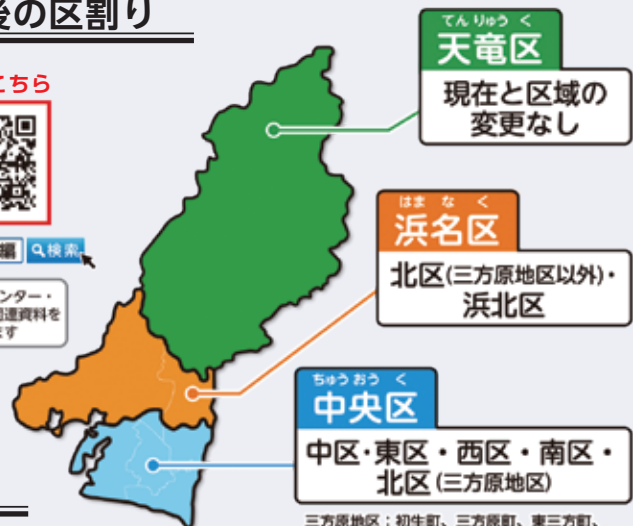 後の区割り
こちら
編
検索
ンター・
関連資料を
ます
てんりゅう く
天竜区
現在と区域の
変更なし
はま な く
浜名区
北区(三方原地区以外)・
浜北区
ちゅうおう く
中央区
中区・東区・西区・南区・
北区(三方原地区)
三方原地区：初生町、三方原町、東三方町、